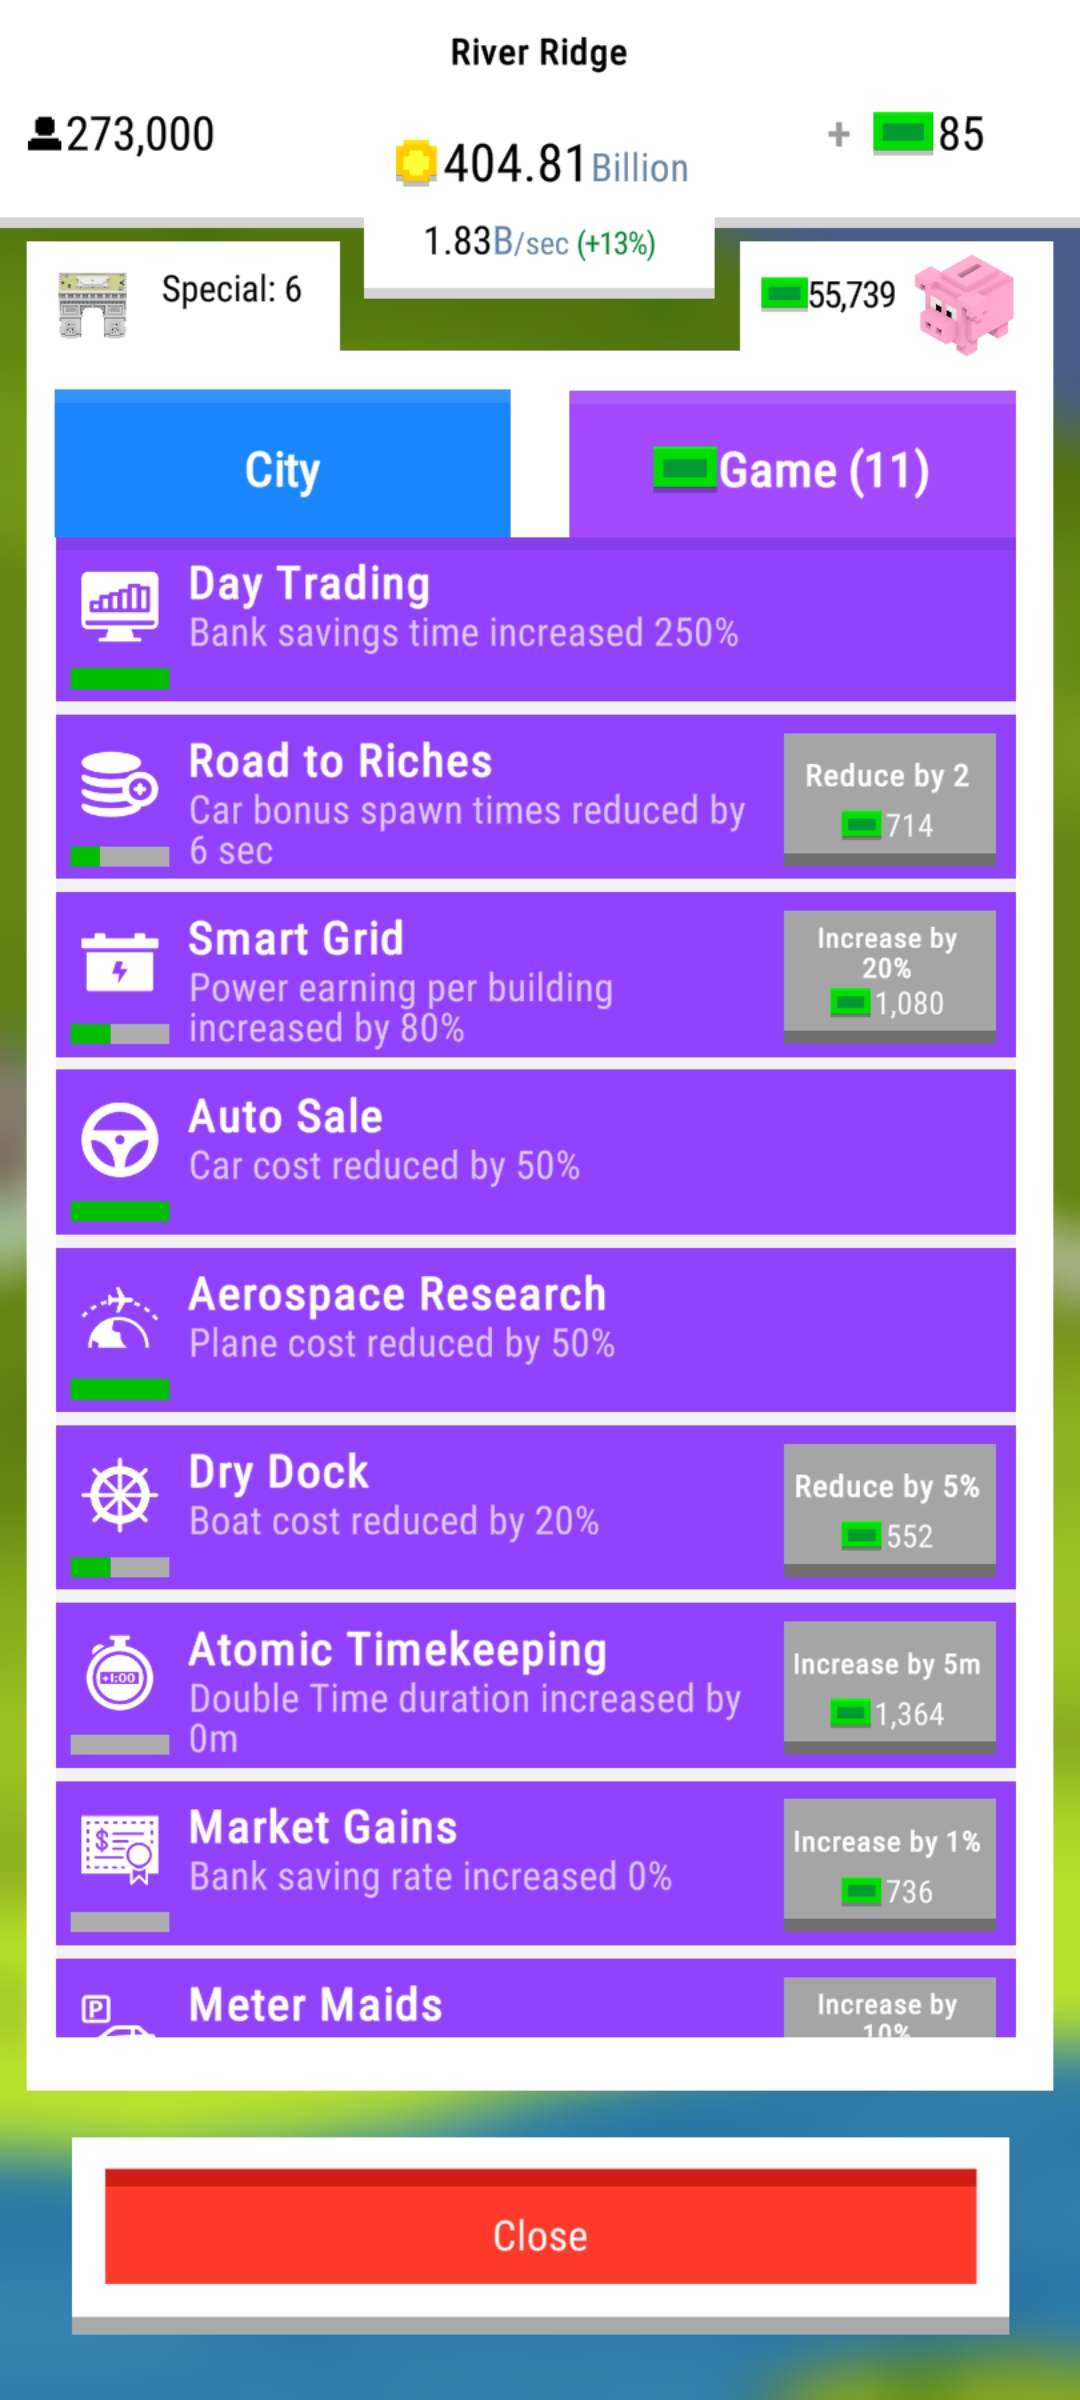 River Ridge
273,000
404.81 Billion
+ 85
1.83B/sec (+13%)
Special: 6
55,739
City
Game (11)
Day Trading
Bank savings time increased 250%
Road to Riches
Car bonus spawn times reduced by
6 sec
Reduce by 2
714
Smart Grid
Power earning per building
increased by 80%
Increase by
20%
1,080
Auto Sale
Car cost reduced by 50%
Aerospace Research
Plane cost reduced by 50%
Dry Dock
Boat cost reduced by 20%
Reduce by 5%
552
+1:00
Atomic Timekeeping
Double Time duration increased by
0m
Increase by 5m
1,364
$
Market Gains
Bank saving rate increased 0%
Increase by 1%
736
P
Meter Maids
Increase by
10%
Close